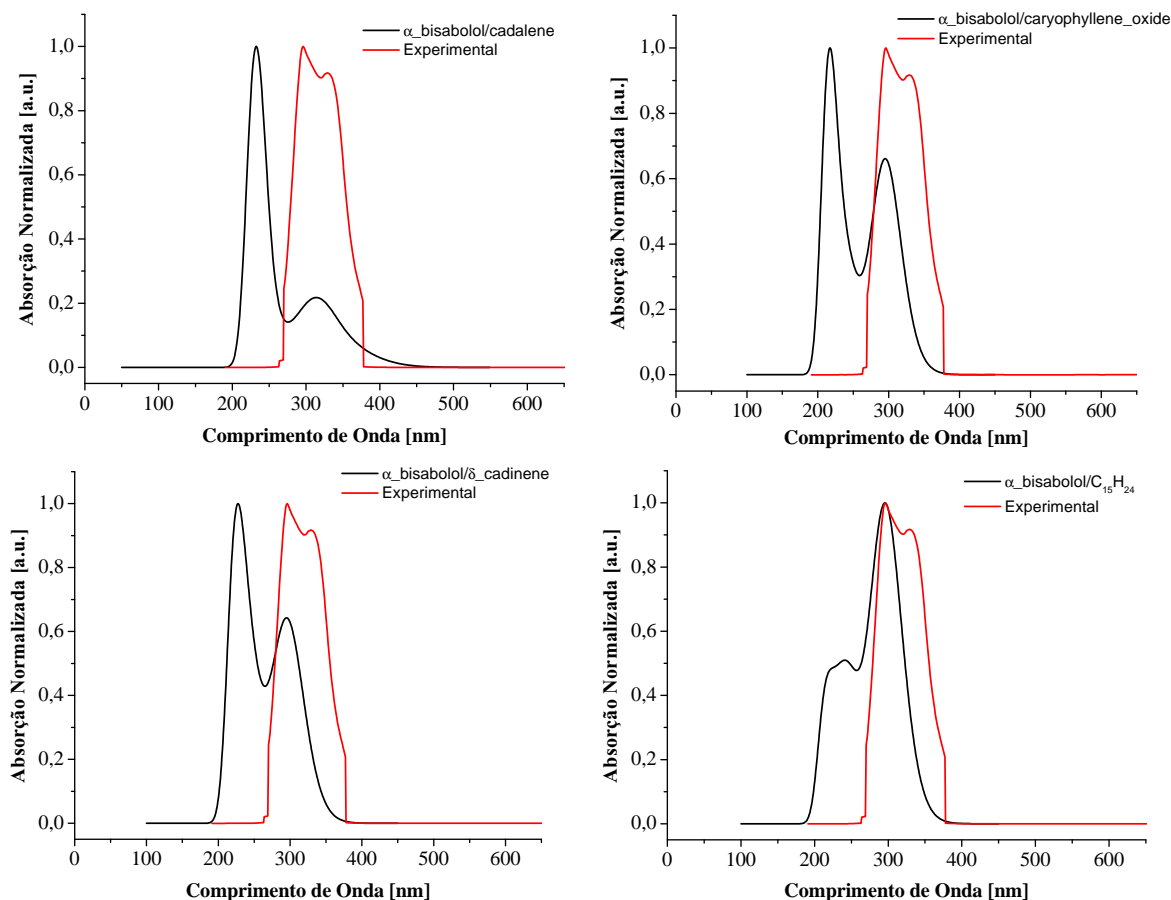 α_bisabolol/cadalene
Experimental
Absorção Normalizada [a.u.]
1,0
0,8
0,6
0,4
0,2
0,0
0 100 200 300 400 500 600
Comprimento de Onda [nm]
α_bisabolol/caryophyllene_oxide
Experimental
Absorção Normalizada [a.u.]
1,0
0,8
0,6
0,4
0,2
0,0
0 100 200 300 400 500 600
Comprimento de Onda [nm]
α_bisabolol/δ_cadinene
Experimental
Absorção Normalizada [a.u.]
1,0
0,8
0,6
0,4
0,2
0,0
0 100 200 300 400 500 600
Comprimento de Onda [nm]
α_bisabolol/C₁₅H₂₄
Experimental
Absorção Normalizada [a.u.]
1,0
0,8
0,6
0,4
0,2
0,0
0 100 200 300 400 500 600
Comprimento de Onda [nm]